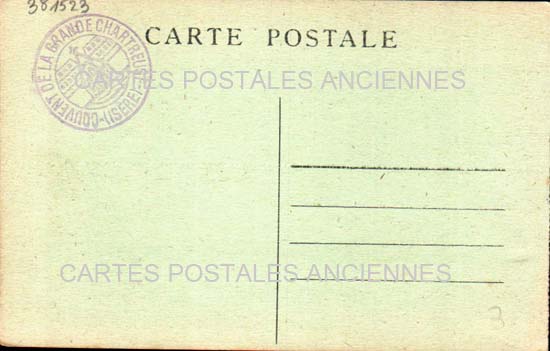 381523
CARTE POSTALE
COUVENT DE LA GRANDE CHARTREUSE (ISERE)
CARTES POSTALES ANCIENNES
CARTES POSTALES ANCIENNES
3